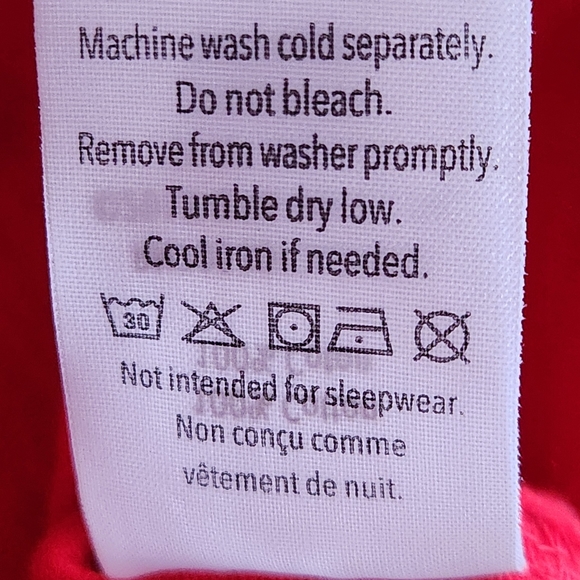 Machine wash cold separately.
Do not bleach.
Remove from washer promptly.
Tumble dry low.
Cool iron if needed.
30
Not intended for sleepwear.
Non conçu comme
vêtement de nuit.